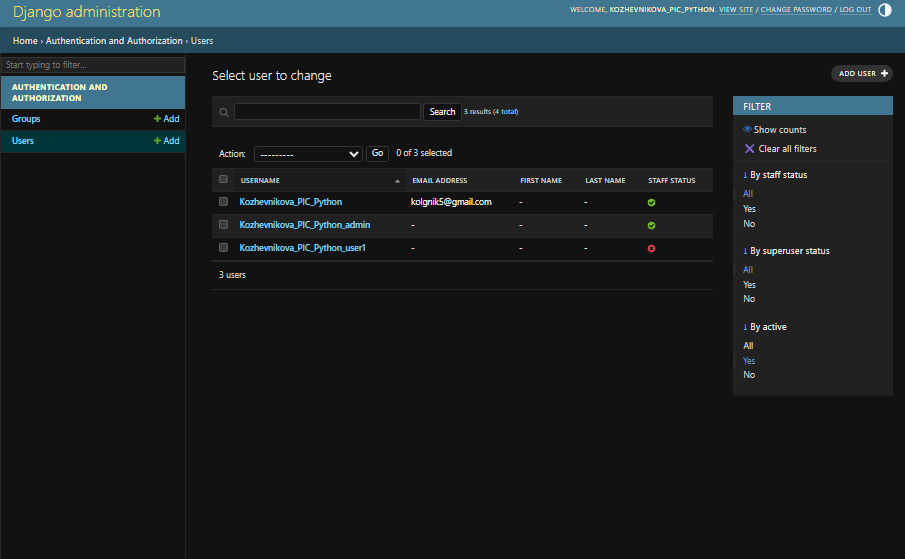 Django administration
WELCOME, KOZHEVNIKOVA_PIC_PYTHON. VIEW SITE / CHANGE PASSWORD / LOG OUT
Home › Authentication and Authorization › Users
Start typing to filter...
AUTHENTICATION AND
AUTHORIZATION
Groups + Add
Users + Add
Select user to change
ADD USER +
Search 3 results (4 total)
Action: --------- Go 0 of 3 selected
USERNAME EMAIL ADDRESS FIRST NAME LAST NAME STAFF STATUS
Kozhevnikova_PIC_Python kolgnik5@gmail.com - -
Kozhevnikova_PIC_Python_admin - - -
Kozhevnikova_PIC_Python_user1 - - -
3 users
FILTER
Show counts
Clear all filters
↓ By staff status
All
Yes
No
↓ By superuser status
All
Yes
No
↓ By active
All
Yes
No